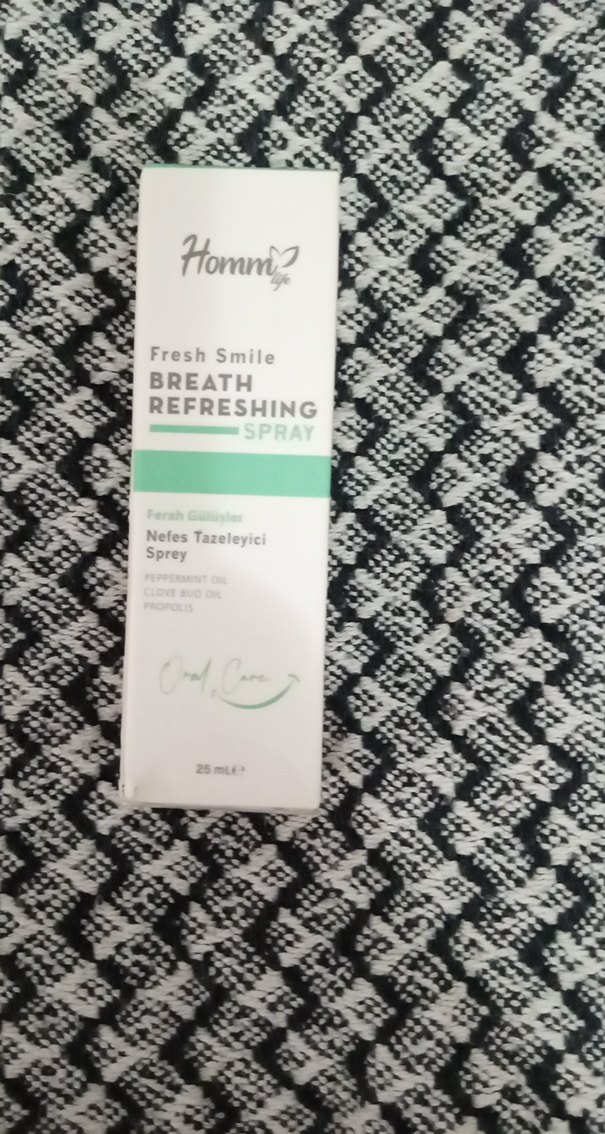 Homm
life
Fresh Smile
BREATH
REFRESHING
SPRAY
Ferah Gülüşler
Nefes Tazeleyici
Sprey
PEPPERMINT OIL
CLOVE BUD OIL
PROPOLIS
Oral Care
25 mL℮